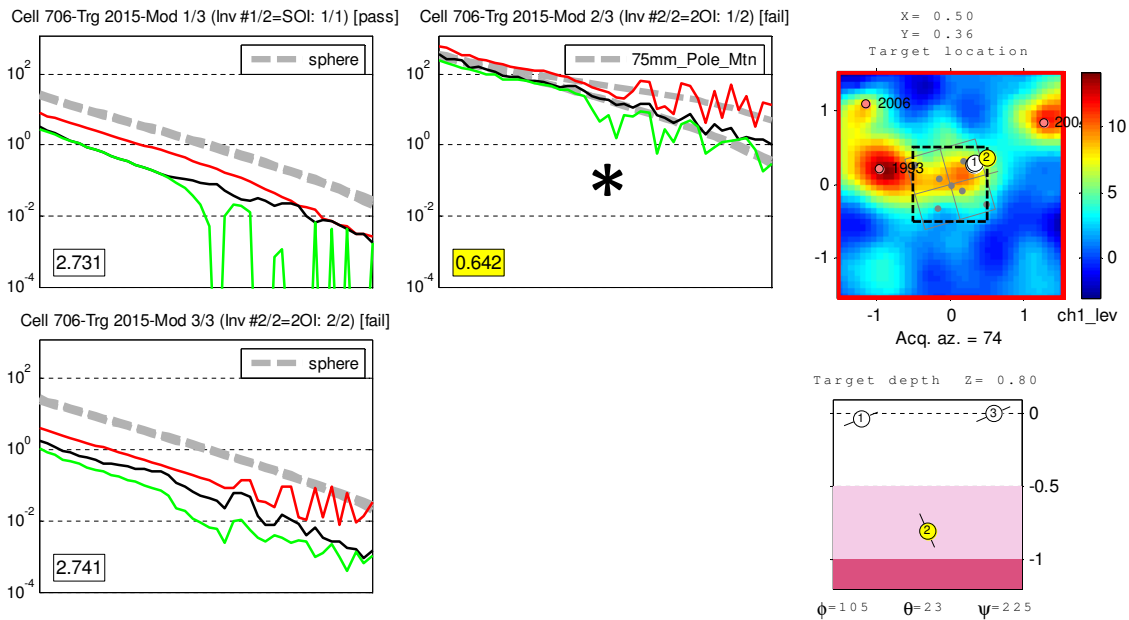 Cell 706-Trg 2015-Mod 1/3 (Inv #1/2=SOI: 1/1) [pass]
sphere
10^2
10^0
10^-2
10^-4
2.731
Cell 706-Trg 2015-Mod 2/3 (Inv #2/2=2OI: 1/2) [fail]
75mm_Pole_Mtn
10^2
10^0
10^-2
10^-4
*
0.642
X= 0.50
Y= 0.36
Target location
2006
200
1993
1
2
1
0
-1
-1
0
1
10
5
0
ch1_lev
Acq. az. = 74
Cell 706-Trg 2015-Mod 3/3 (Inv #2/2=2OI: 2/2) [fail]
sphere
10^2
10^0
10^-2
10^-4
2.741
Target depth Z= 0.80
1
3
2
0
-0.5
-1
ϕ=105 θ=23 ψ=225